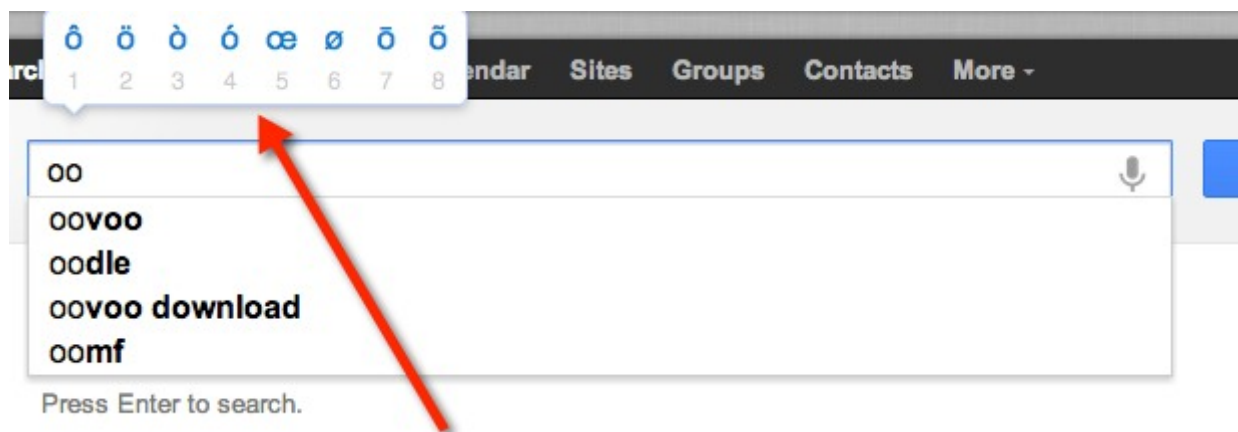 ô ö ò ó œ ø ō õ
1 2 3 4 5 6 7 8
Sites Groups Contacts More
oo
oovoo
oodle
oovoo download
oomf
Press Enter to search.